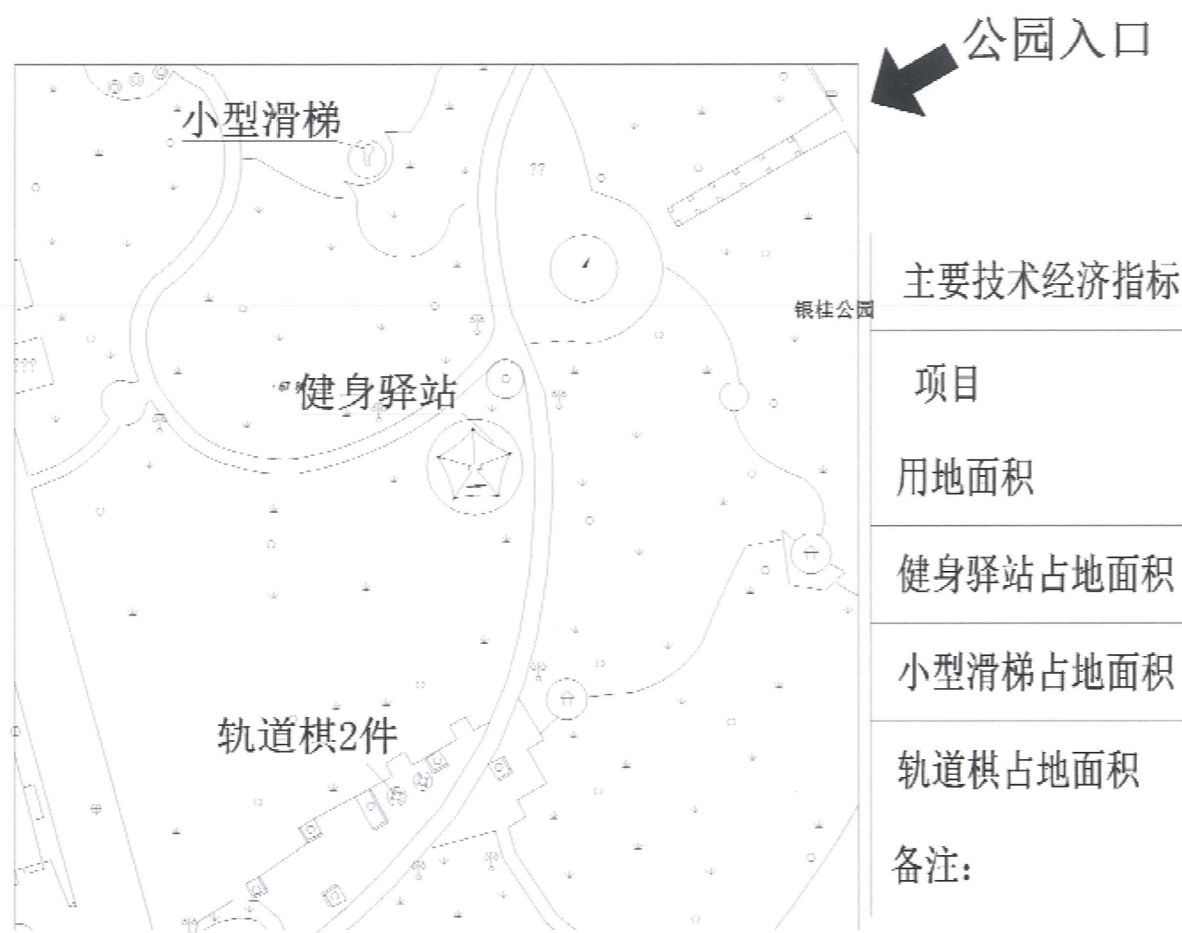 公园入口
小型滑梯
??
银桂公园
???
健身驿站
轨道棋2件
主要技术经济指标
项目
用地面积
健身驿站占地面积
小型滑梯占地面积
轨道棋占地面积
备注：